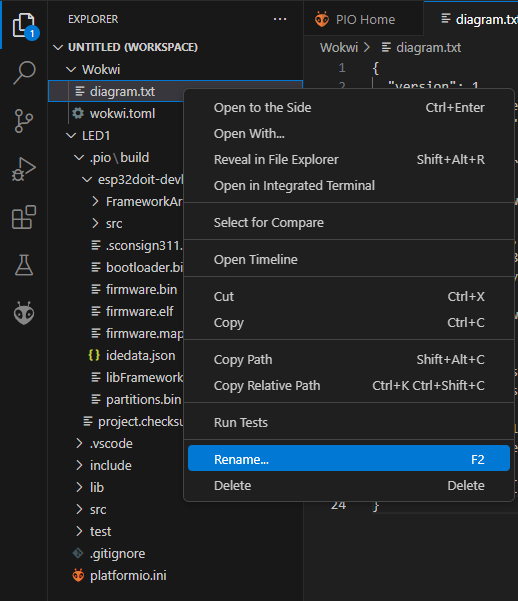 1
EXPLORER
UNTITLED (WORKSPACE)
Wokwi
diagram.txt
wokwi.toml
LED1
.pio\build
esp32doit-devl
FrameworkAr
src
.sconsign311.
bootloader.bi
firmware.bin
firmware.elf
firmware.map
idedata.json
libFramework
partitions.bin
project.checksu
.vscode
include
lib
src
test
.gitignore
platformio.ini
PIO Home
diagram.txt
Wokwi > diagram.txt
1 {
2 "version": 1
24 }
Open to the Side Ctrl+Enter
Open With...
Reveal in File Explorer Shift+Alt+R
Open in Integrated Terminal
Select for Compare
Open Timeline
Cut Ctrl+X
Copy Ctrl+C
Copy Path Shift+Alt+C
Copy Relative Path Ctrl+K Ctrl+Shift+C
Run Tests
Rename... F2
Delete Delete